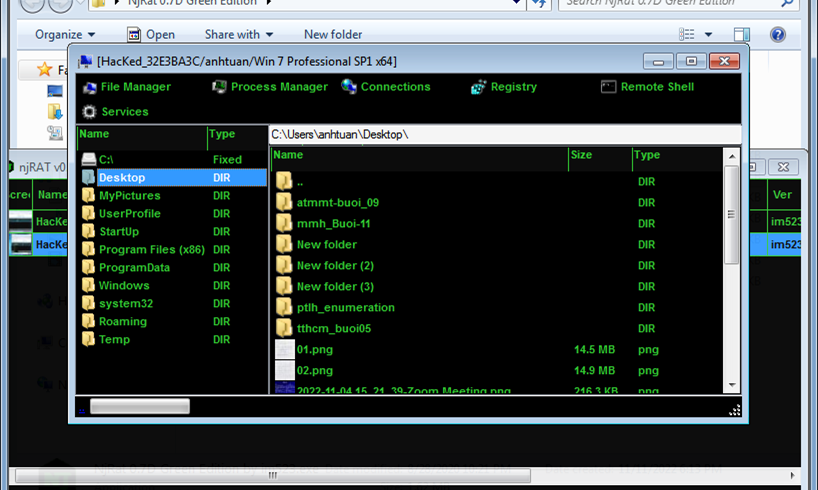 NjRat 0.7D Green Edition
Search NjRat 0.7D Green Edition
Organize
Open
Share with
New folder
[HacKed_32E3BA3C/anhtuan/Win 7 Professional SP1 x64]
File Manager
Process Manager
Connections
Registry
Remote Shell
Services
Name Type
C:\ Fixed
Desktop DIR
MyPictures DIR
UserProfile DIR
StartUp DIR
Program Files (x86) DIR
ProgramData DIR
Windows DIR
system32 DIR
Roaming DIR
Temp DIR
C:\Users\anhtuan\Desktop\
Name Size Type
.. DIR
atmmt-buoi_09 DIR
mmh_Buoi-11 DIR
New folder DIR
New folder (2) DIR
New folder (3) DIR
ptlh_enumeration DIR
tthcm_buoi05 DIR
01.png 14.5 MB png
02.png 14.9 MB png
2022-11-04 15_21_39-Zoom Meeting.png 216.3 KB png
njRAT v0
Name
Ver
HacK
im523
HacKed
im523